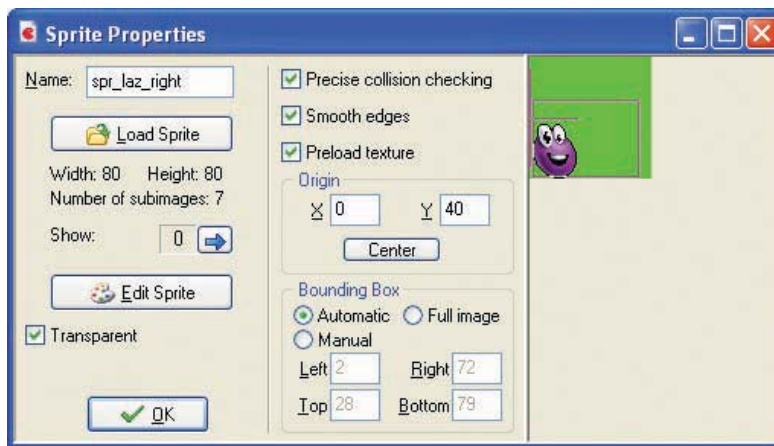 Sprite Properties
Name: spr_laz_right
Load Sprite
Width: 80 Height: 80
Number of subimages: 7
Show: 0
Edit Sprite
Transparent
OK
Precise collision checking
Smooth edges
Preload texture
Origin
X 0 Y 40
Center
Bounding Box
Automatic Full image
Manual
Left 2 Right 72
Top 28 Bottom 79